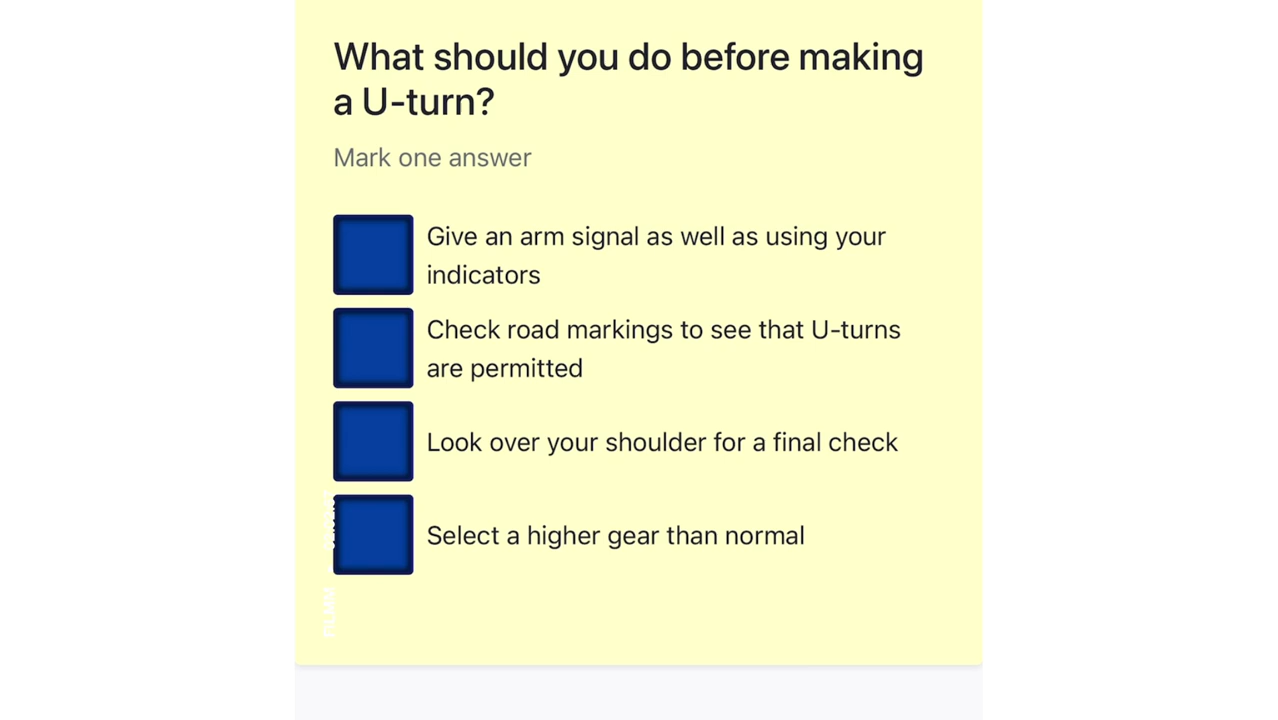 What should you do before making
a U-turn?
Mark one answer
Give an arm signal as well as using your
indicators
Check road markings to see that U-turns
are permitted
Look over your shoulder for a final check
Select a higher gear than normal